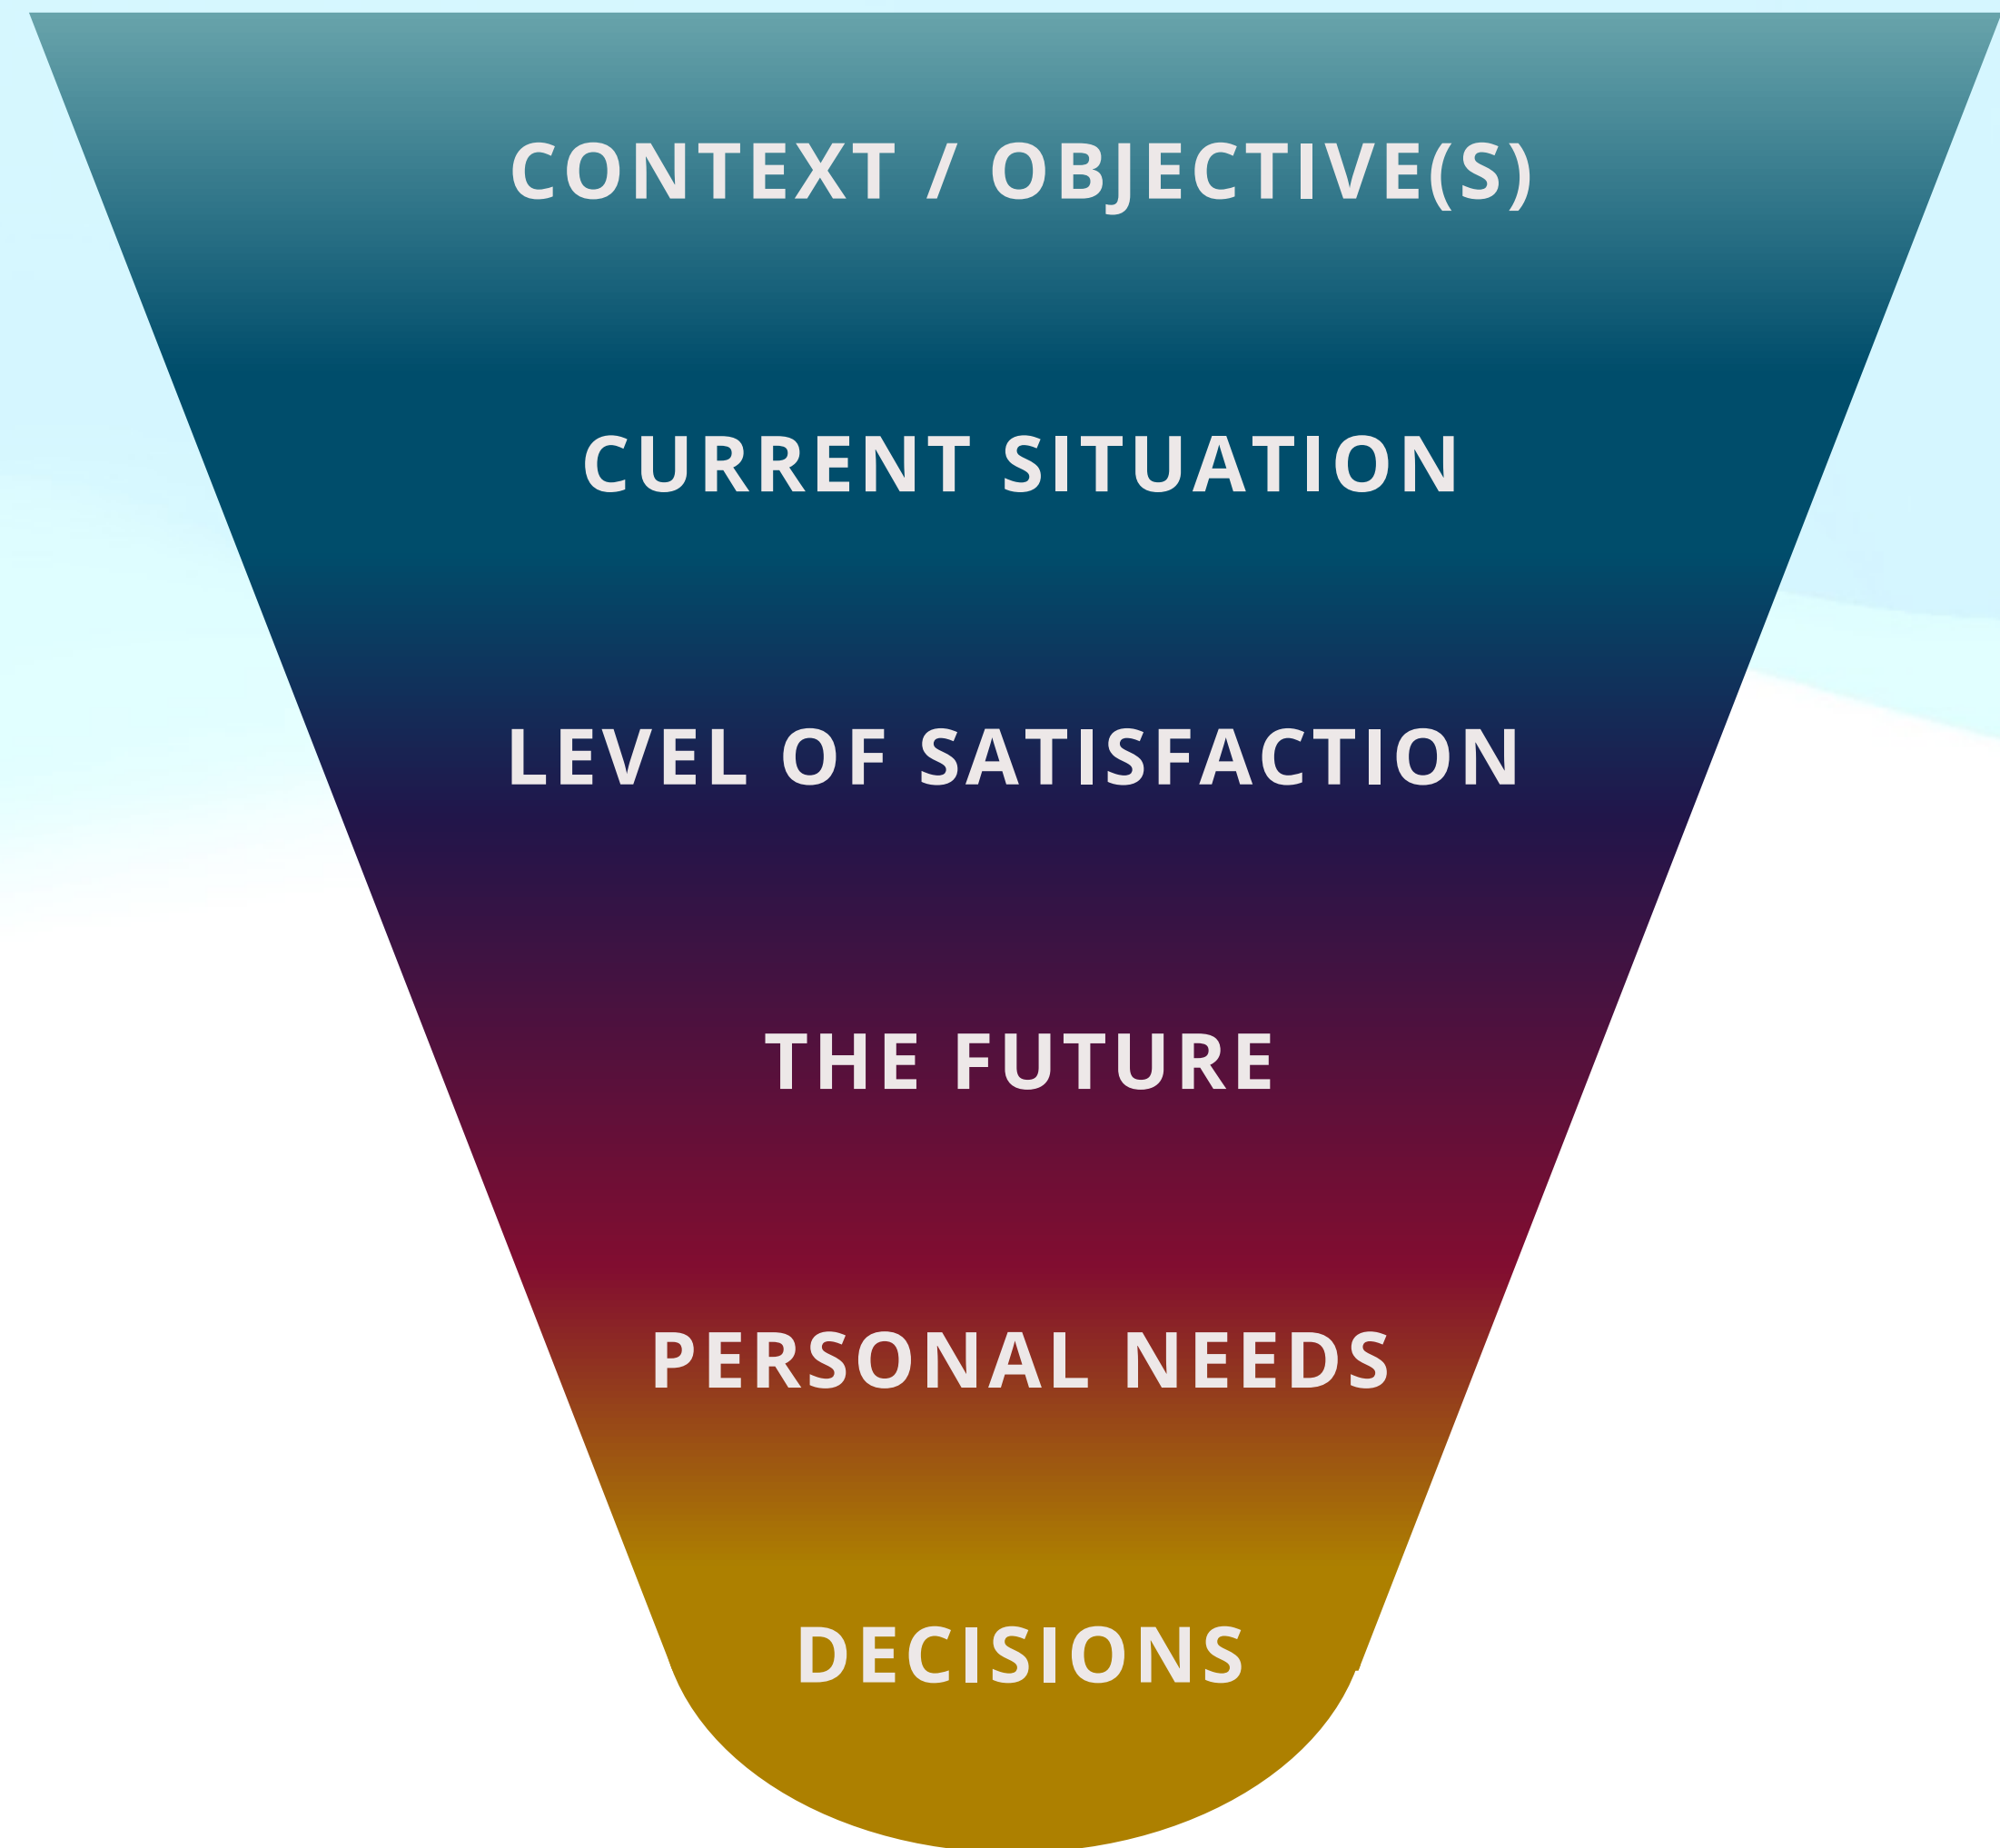 CONTEXT / OBJECTIVE(S)
CURRENT SITUATION
LEVEL OF SATISFACTION
THE FUTURE
PERSONAL NEEDS
DECISIONS